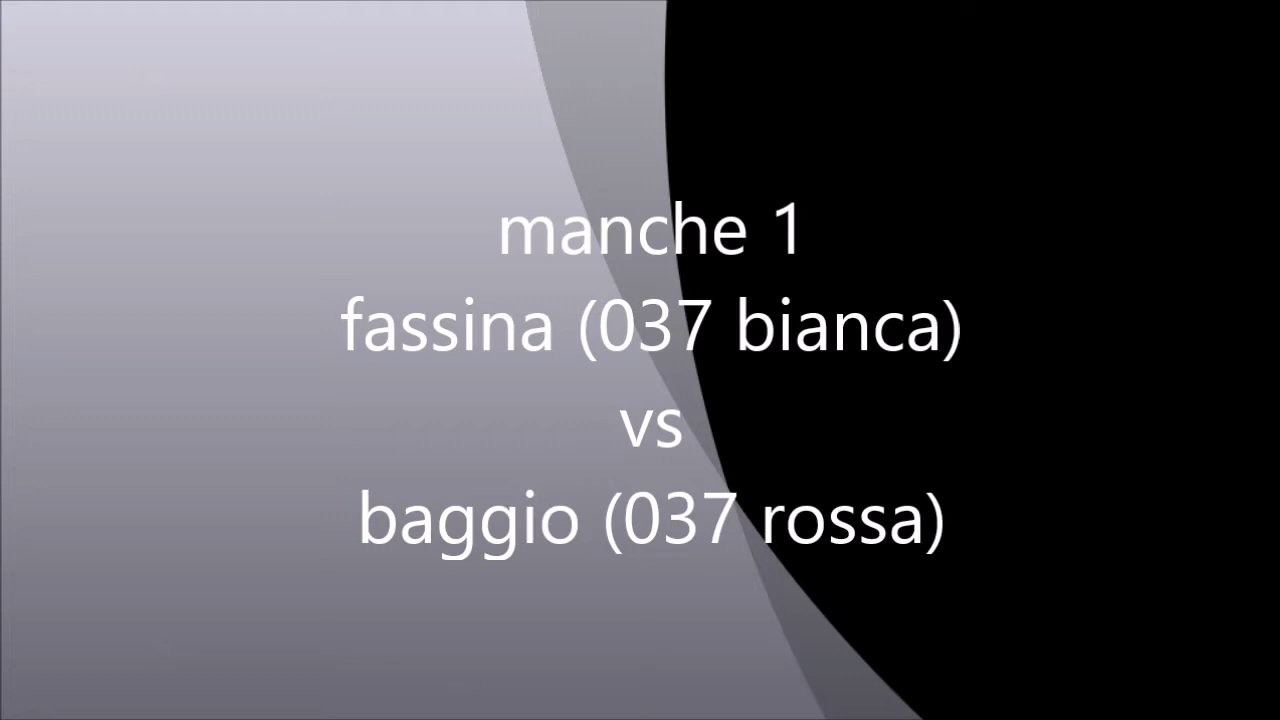 manche 1
fassina (037 bianca)
vs
baggio (037 rossa)